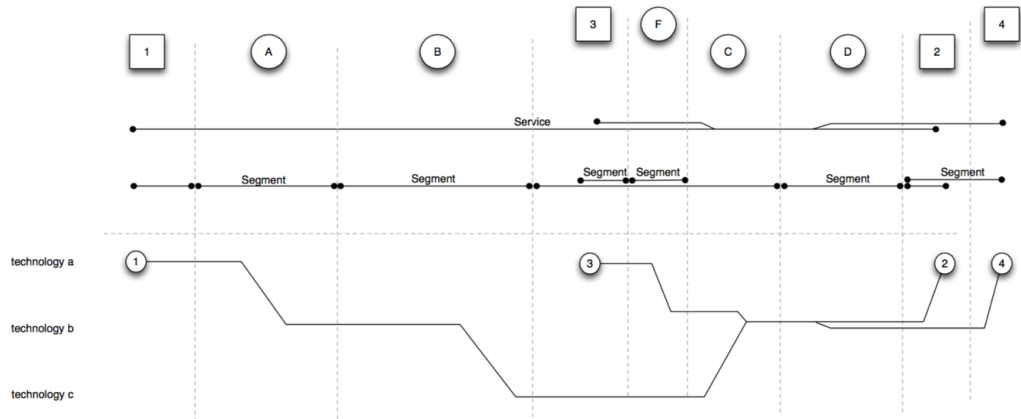 3 F 4
1 A B C D 2
Service
Segment Segment
Segment Segment Segment Segment
technology a 1 3 2 4
technology b
technology c